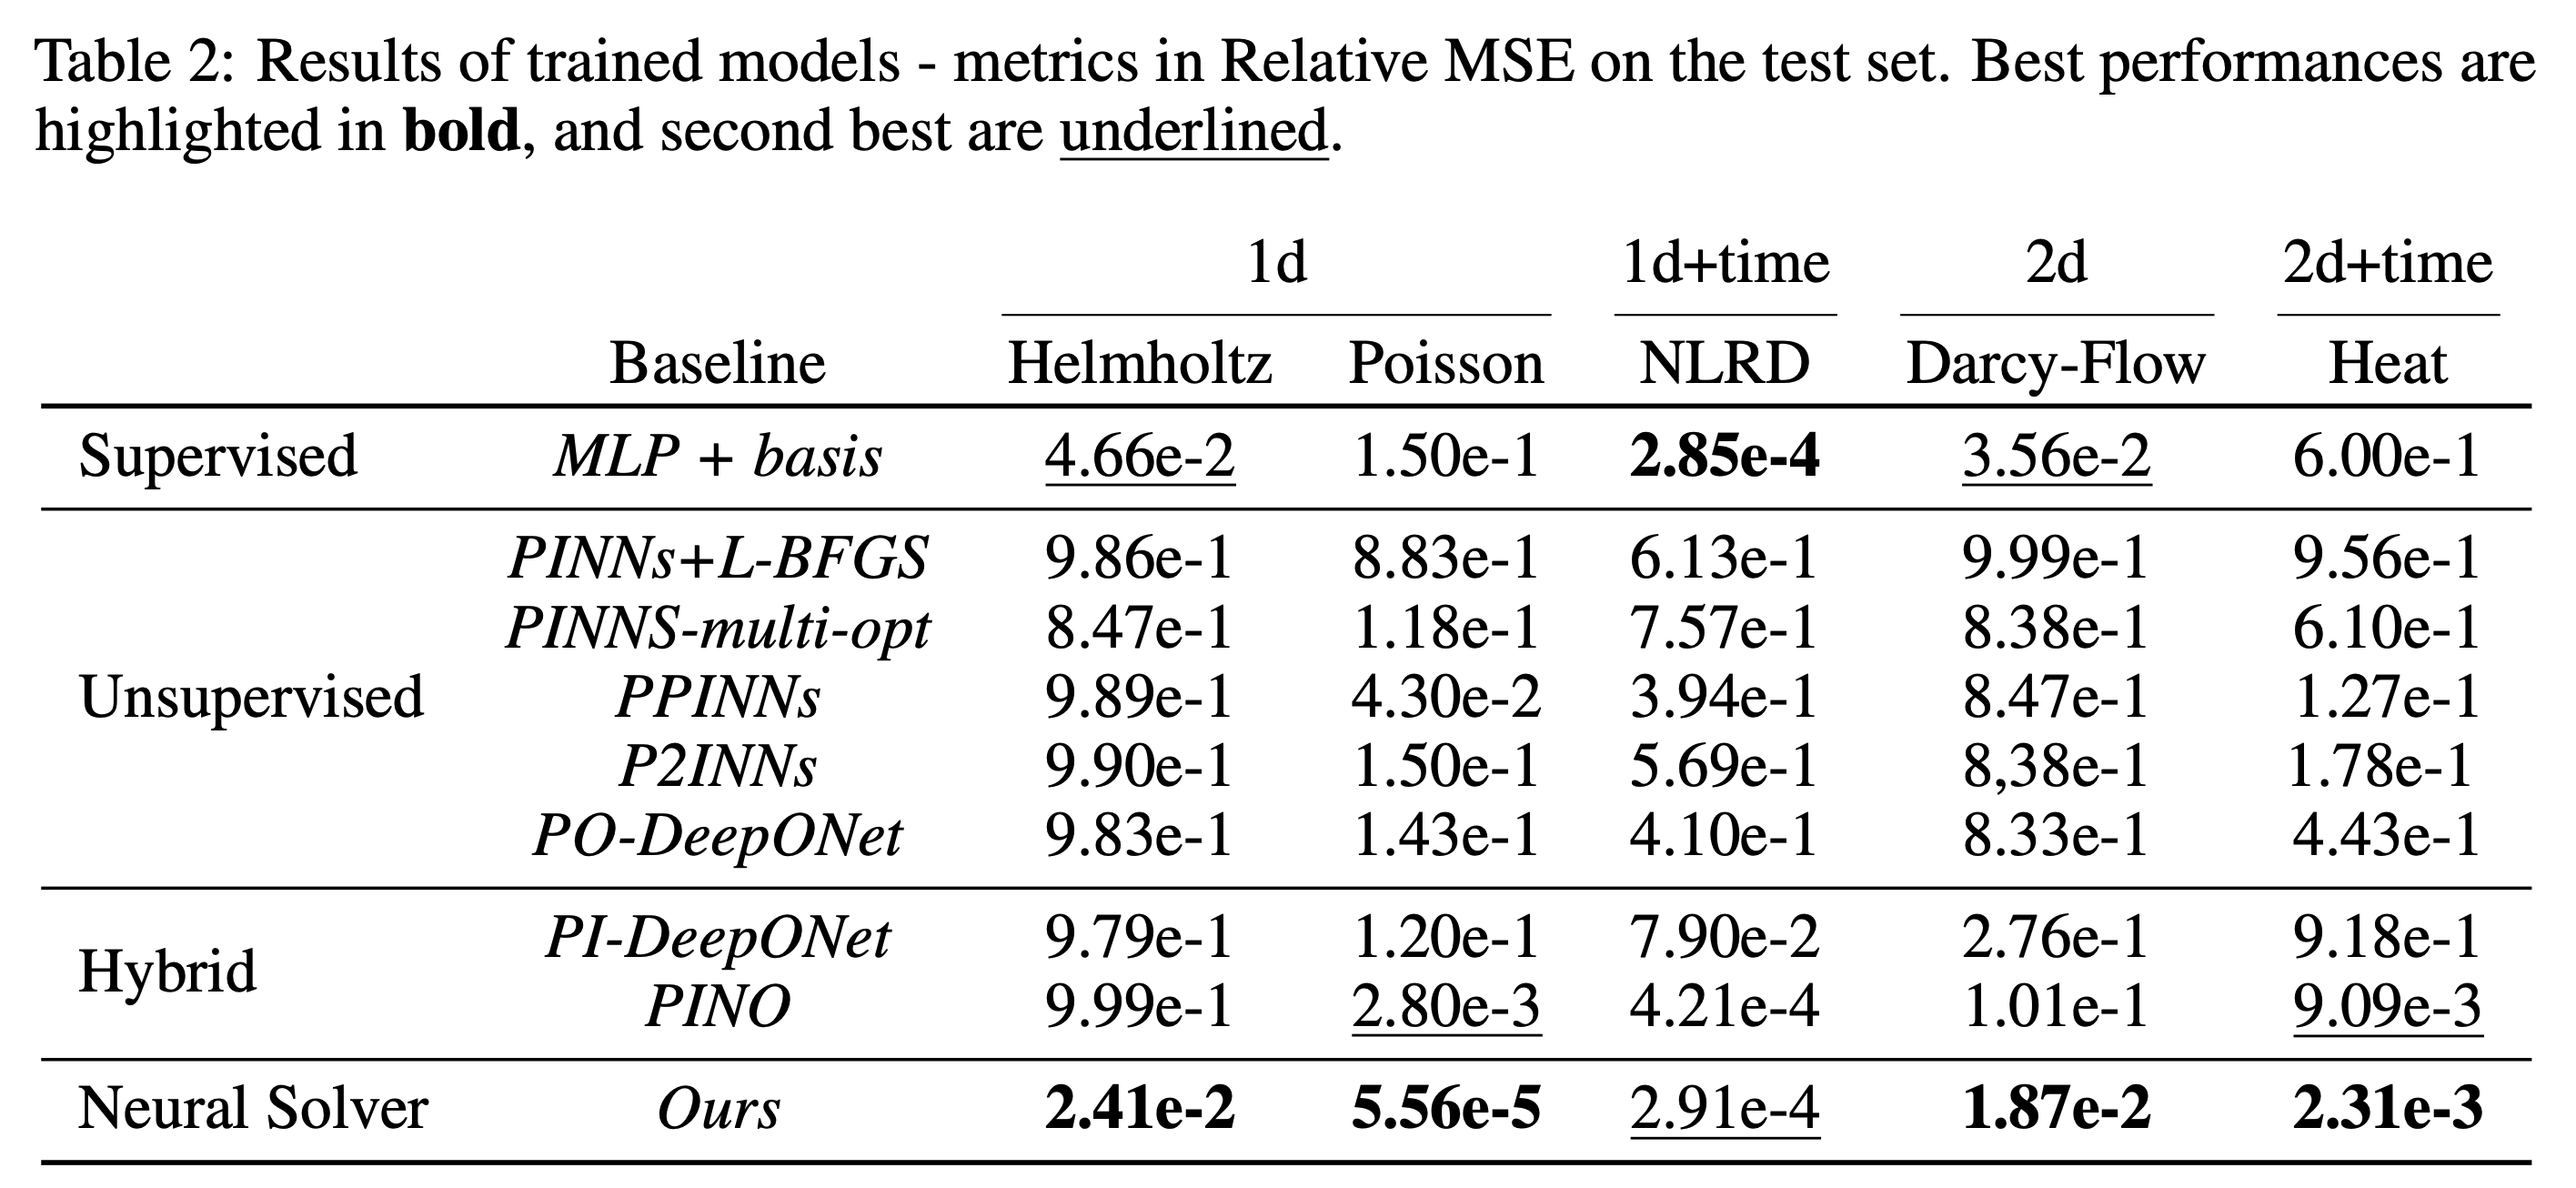 Table 2: Results of trained models - metrics in Relative MSE on the test set. Best performances are
highlighted in bold, and second best are underlined.
1d 1d+time 2d 2d+time
Baseline Helmholtz Poisson NLRD Darcy-Flow Heat
Supervised MLP + basis 4.66e-2 1.50e-1 2.85e-4 3.56e-2 6.00e-1
PINNs+L-BFGS 9.86e-1 8.83e-1 6.13e-1 9.99e-1 9.56e-1
PINNS-multi-opt 8.47e-1 1.18e-1 7.57e-1 8.38e-1 6.10e-1
Unsupervised PPINNs 9.89e-1 4.30e-2 3.94e-1 8.47e-1 1.27e-1
P2INNs 9.90e-1 1.50e-1 5.69e-1 8,38e-1 1.78e-1
PO-DeepONet 9.83e-1 1.43e-1 4.10e-1 8.33e-1 4.43e-1
PI-DeepONet 9.79e-1 1.20e-1 7.90e-2 2.76e-1 9.18e-1
Hybrid
PINO 9.99e-1 2.80e-3 4.21e-4 1.01e-1 9.09e-3
Neural Solver Ours 2.41e-2 5.56e-5 2.91e-4 1.87e-2 2.31e-3